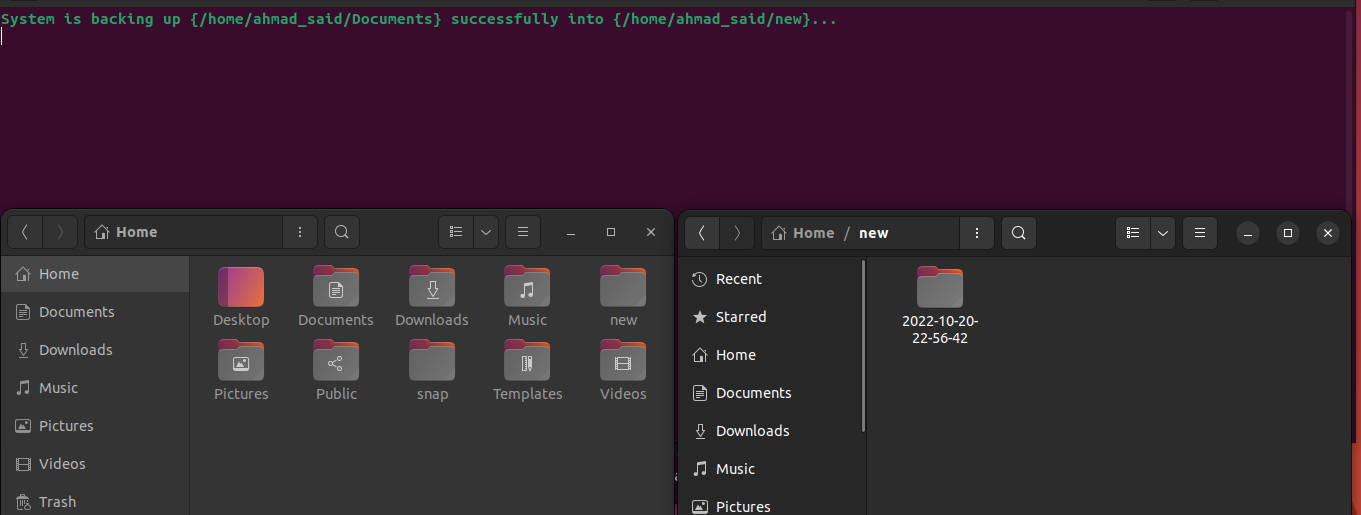 System is backing up {/home/ahmad_said/Documents} successfully into {/home/ahmad_said/new}...
Home
Home
Documents
Downloads
Music
Pictures
Videos
Trash
Desktop
Documents
Downloads
Music
new
Pictures
Public
snap
Templates
Videos
Home / new
Recent
Starred
Home
Documents
Downloads
Music
Pictures
2022-10-20-
22-56-42